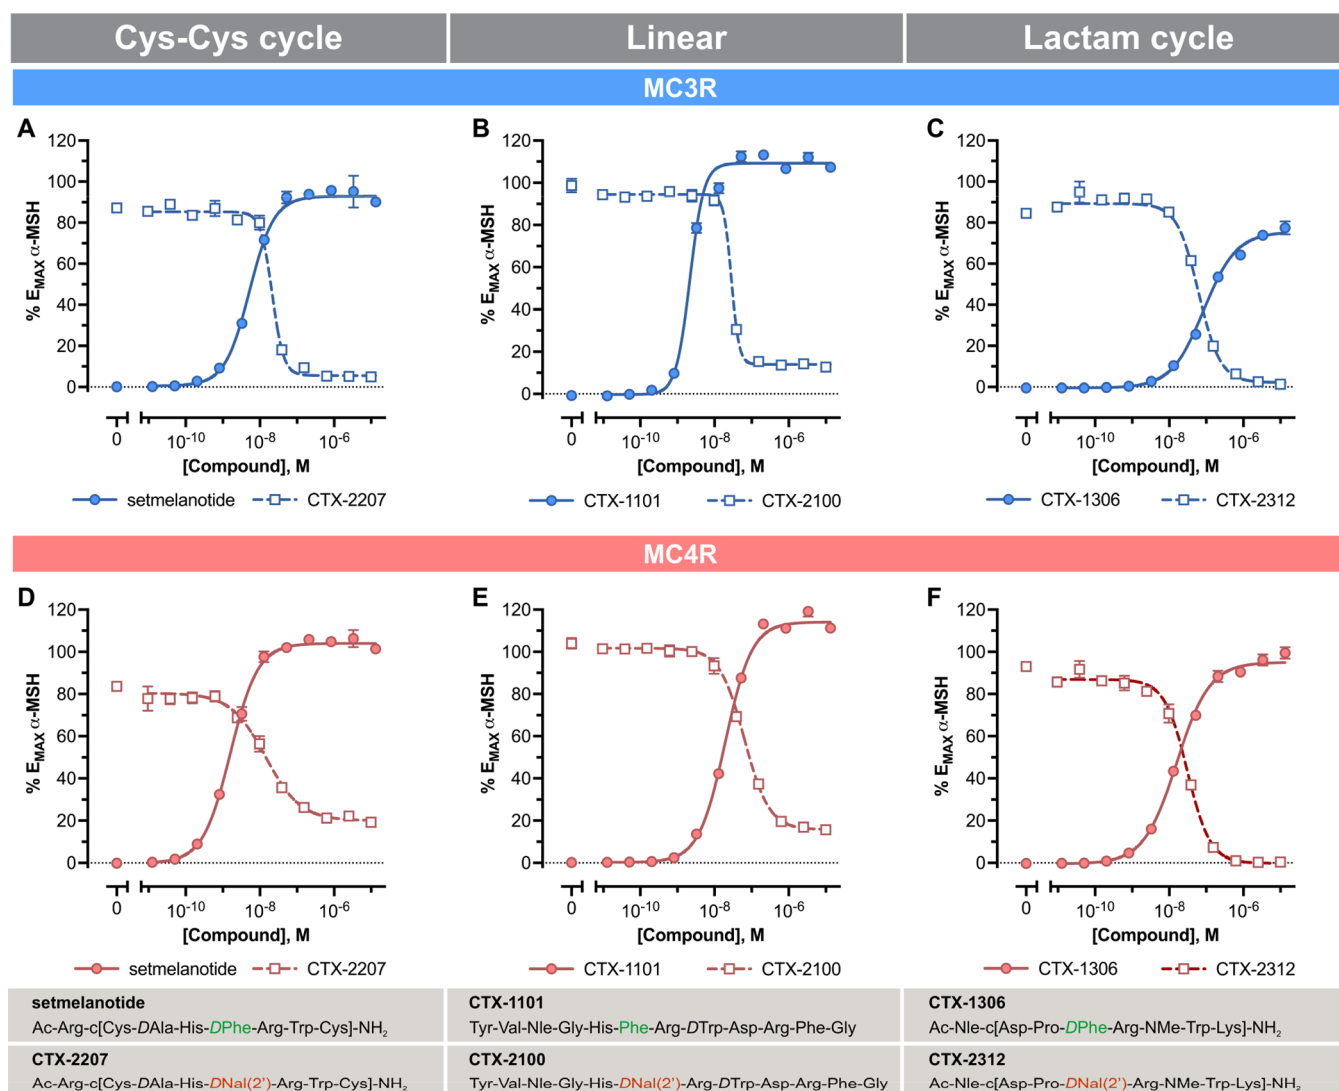 Cys-Cys cycle
Linear
Lactam cycle
MC3R
A
B
C
% EMAX α-MSH
120
100
80
60
40
20
0
0
10-10
10-8
10-6
[Compound], M
setmelanotide
CTX-2207
% EMAX α-MSH
120
100
80
60
40
20
0
0
10-10
10-8
10-6
[Compound], M
CTX-1101
CTX-2100
% EMAX α-MSH
120
100
80
60
40
20
0
0
10-10
10-8
10-6
[Compound], M
CTX-1306
CTX-2312
MC4R
D
E
F
% EMAX α-MSH
120
100
80
60
40
20
0
0
10-10
10-8
10-6
[Compound], M
setmelanotide
CTX-2207
% EMAX α-MSH
120
100
80
60
40
20
0
0
10-10
10-8
10-6
[Compound], M
CTX-1101
CTX-2100
% EMAX α-MSH
120
100
80
60
40
20
0
0
10-10
10-8
10-6
[Compound], M
CTX-1306
CTX-2312
setmelanotide
Ac-Arg-c[Cys-DAla-His-DPhe-Arg-Trp-Cys]-NH2
CTX-1101
Tyr-Val-Nle-Gly-His-Phe-Arg-DTrp-Asp-Arg-Phe-Gly
CTX-1306
Ac-Nle-c[Asp-Pro-DPhe-Arg-NMe-Trp-Lys]-NH2
CTX-2207
Ac-Arg-c[Cys-DAla-His-DNal(2')-Arg-Trp-Cys]-NH2
CTX-2100
Tyr-Val-Nle-Gly-His-DNal(2')-Arg-DTrp-Asp-Arg-Phe-Gly
CTX-2312
Ac-Nle-c[Asp-Pro-DNal(2')-Arg-NMe-Trp-Lys]-NH2